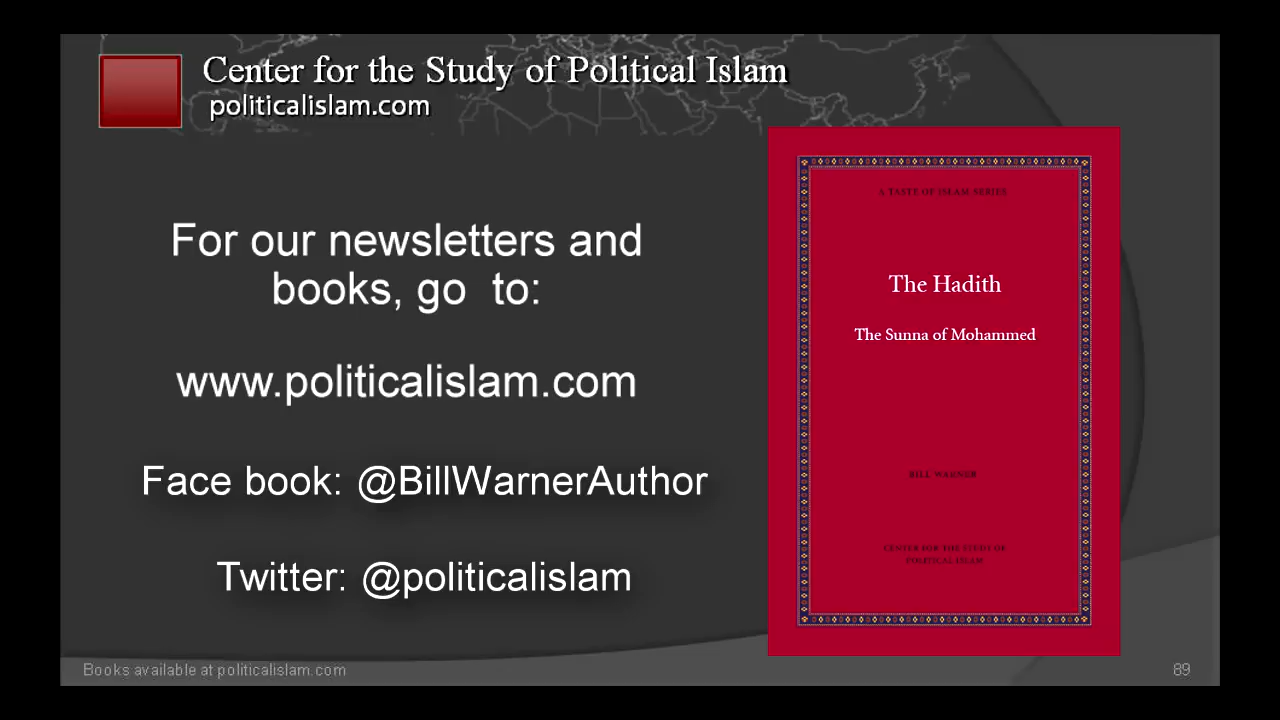 Center for the Study of Political Islam
politicalislam.com
For our newsletters and
books, go to:
www.politicalislam.com
Face book: @BillWarnerAuthor
Twitter: @politicalislam
A TASTE OF ISLAM SERIES
The Hadith
The Sunna of Mohammed
BILL WARNER
CENTER FOR THE STUDY OF
POLITICAL ISLAM
Books available at politicalislam.com
89